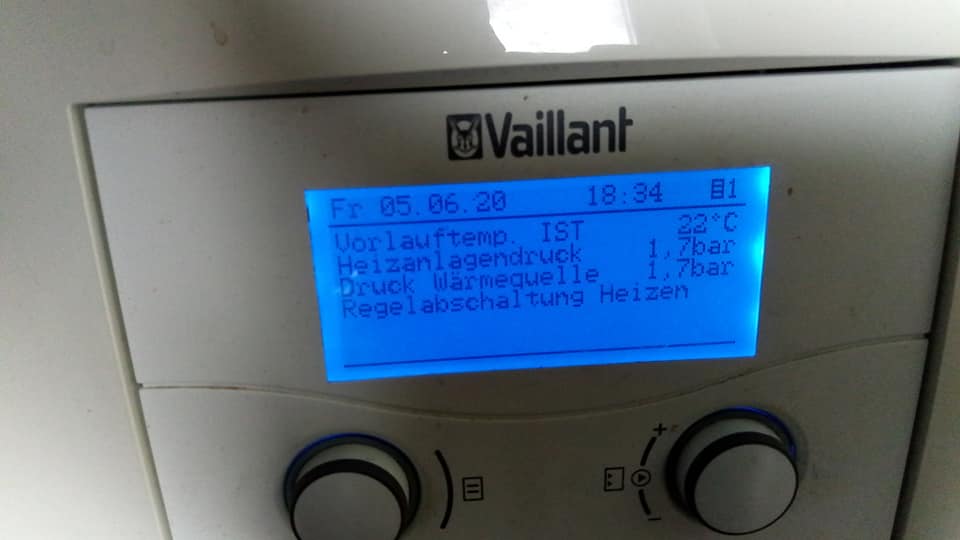 Vaillant
Fr 05.06.20 18:34 1
Vorlauftemp. IST 22°C
Heizanlagendruck 1,7bar
Druck Wärmequelle 1,7bar
Regelabschaltung Heizen
+
-